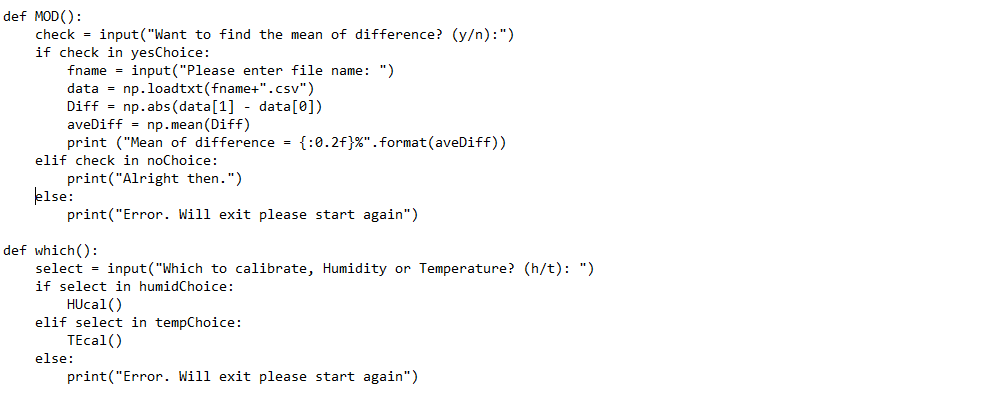 def MOD():
    check = input("Want to find the mean of difference? (y/n):")
    if check in yesChoice:
        fname = input("Please enter file name: ")
        data = np.loadtxt(fname+".csv")
        Diff = np.abs(data[1] - data[0])
        aveDiff = np.mean(Diff)
        print ("Mean of difference = {:0.2f}%".format(aveDiff))
    elif check in noChoice:
        print("Alright then.")
    else:
        print("Error. Will exit please start again")

def which():
    select = input("Which to calibrate, Humidity or Temperature? (h/t): ")
    if select in humidChoice:
        HUcal()
    elif select in tempChoice:
        TEcal()
    else:
        print("Error. Will exit please start again")